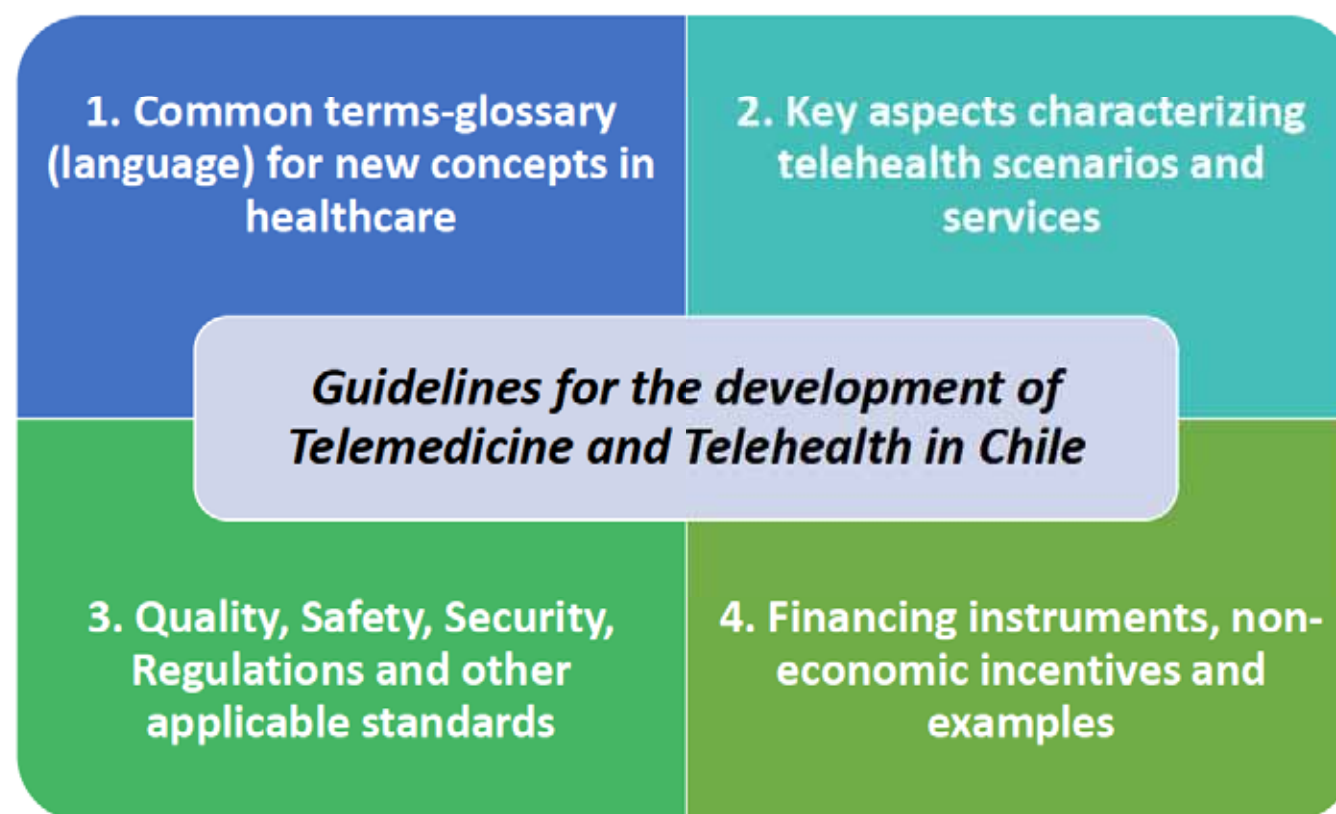 1. Common terms-glossary
(language) for new concepts in
healthcare
2. Key aspects characterizing
telehealth scenarios and
services
Guidelines for the development of
Telemedicine and Telehealth in Chile
3. Quality, Safety, Security,
Regulations and other
applicable standards
4. Financing instruments, non-
economic incentives and
examples